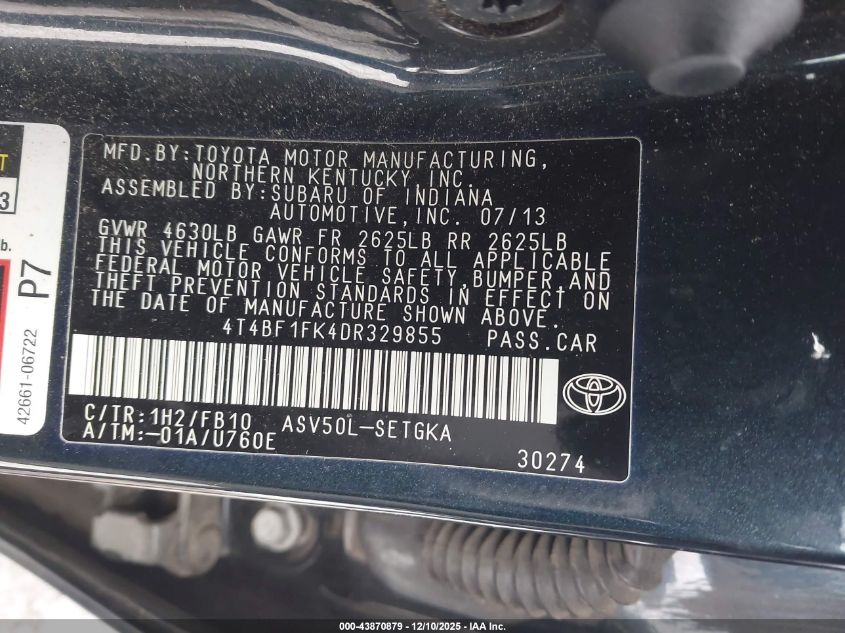 MFD.BY:TOYOTA MOTOR MANUFACTURING,
NORTHERN KENTUCKY, INC.
ASSEMBLED BY:SUBARU OF INDIANA
AUTOMOTIVE,INC. 07/13
GVWR 4630LB GAWR FR 2625LB RR 2625LB
THIS VEHICLE CONFORMS TO ALL APPLICABLE
FEDERAL MOTOR VEHICLE SAFETY,BUMPER,AND
THEFT PREVENTION STANDARDS IN EFFECT ON
THE DATE OF MANUFACTURE SHOWN ABOVE.
4T4BF1FK4DR329855 PASS.CAR
C/TR:1H2/FB10 ASV50L-SETGKA
A/TM:-01A/U760E
30274
T
3
b.
P7
42661-06722
000-43870879 - 12/10/2025 - IAA, Inc.